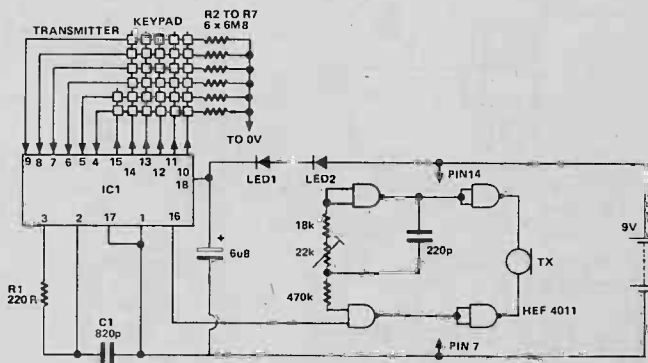 TRANSMITTER KEYPAD R2 TO R7
6 x 6M8
TO 0V
9 8 7 6 5 4 15 13 11 10
14 12 18
IC1
3 2 17 1 16
LED1 LED2
PIN14
18k
22k
220p
9V
6u8
+
TX
R1
220R
470k
HEF 4011
C1
820p
PIN 7